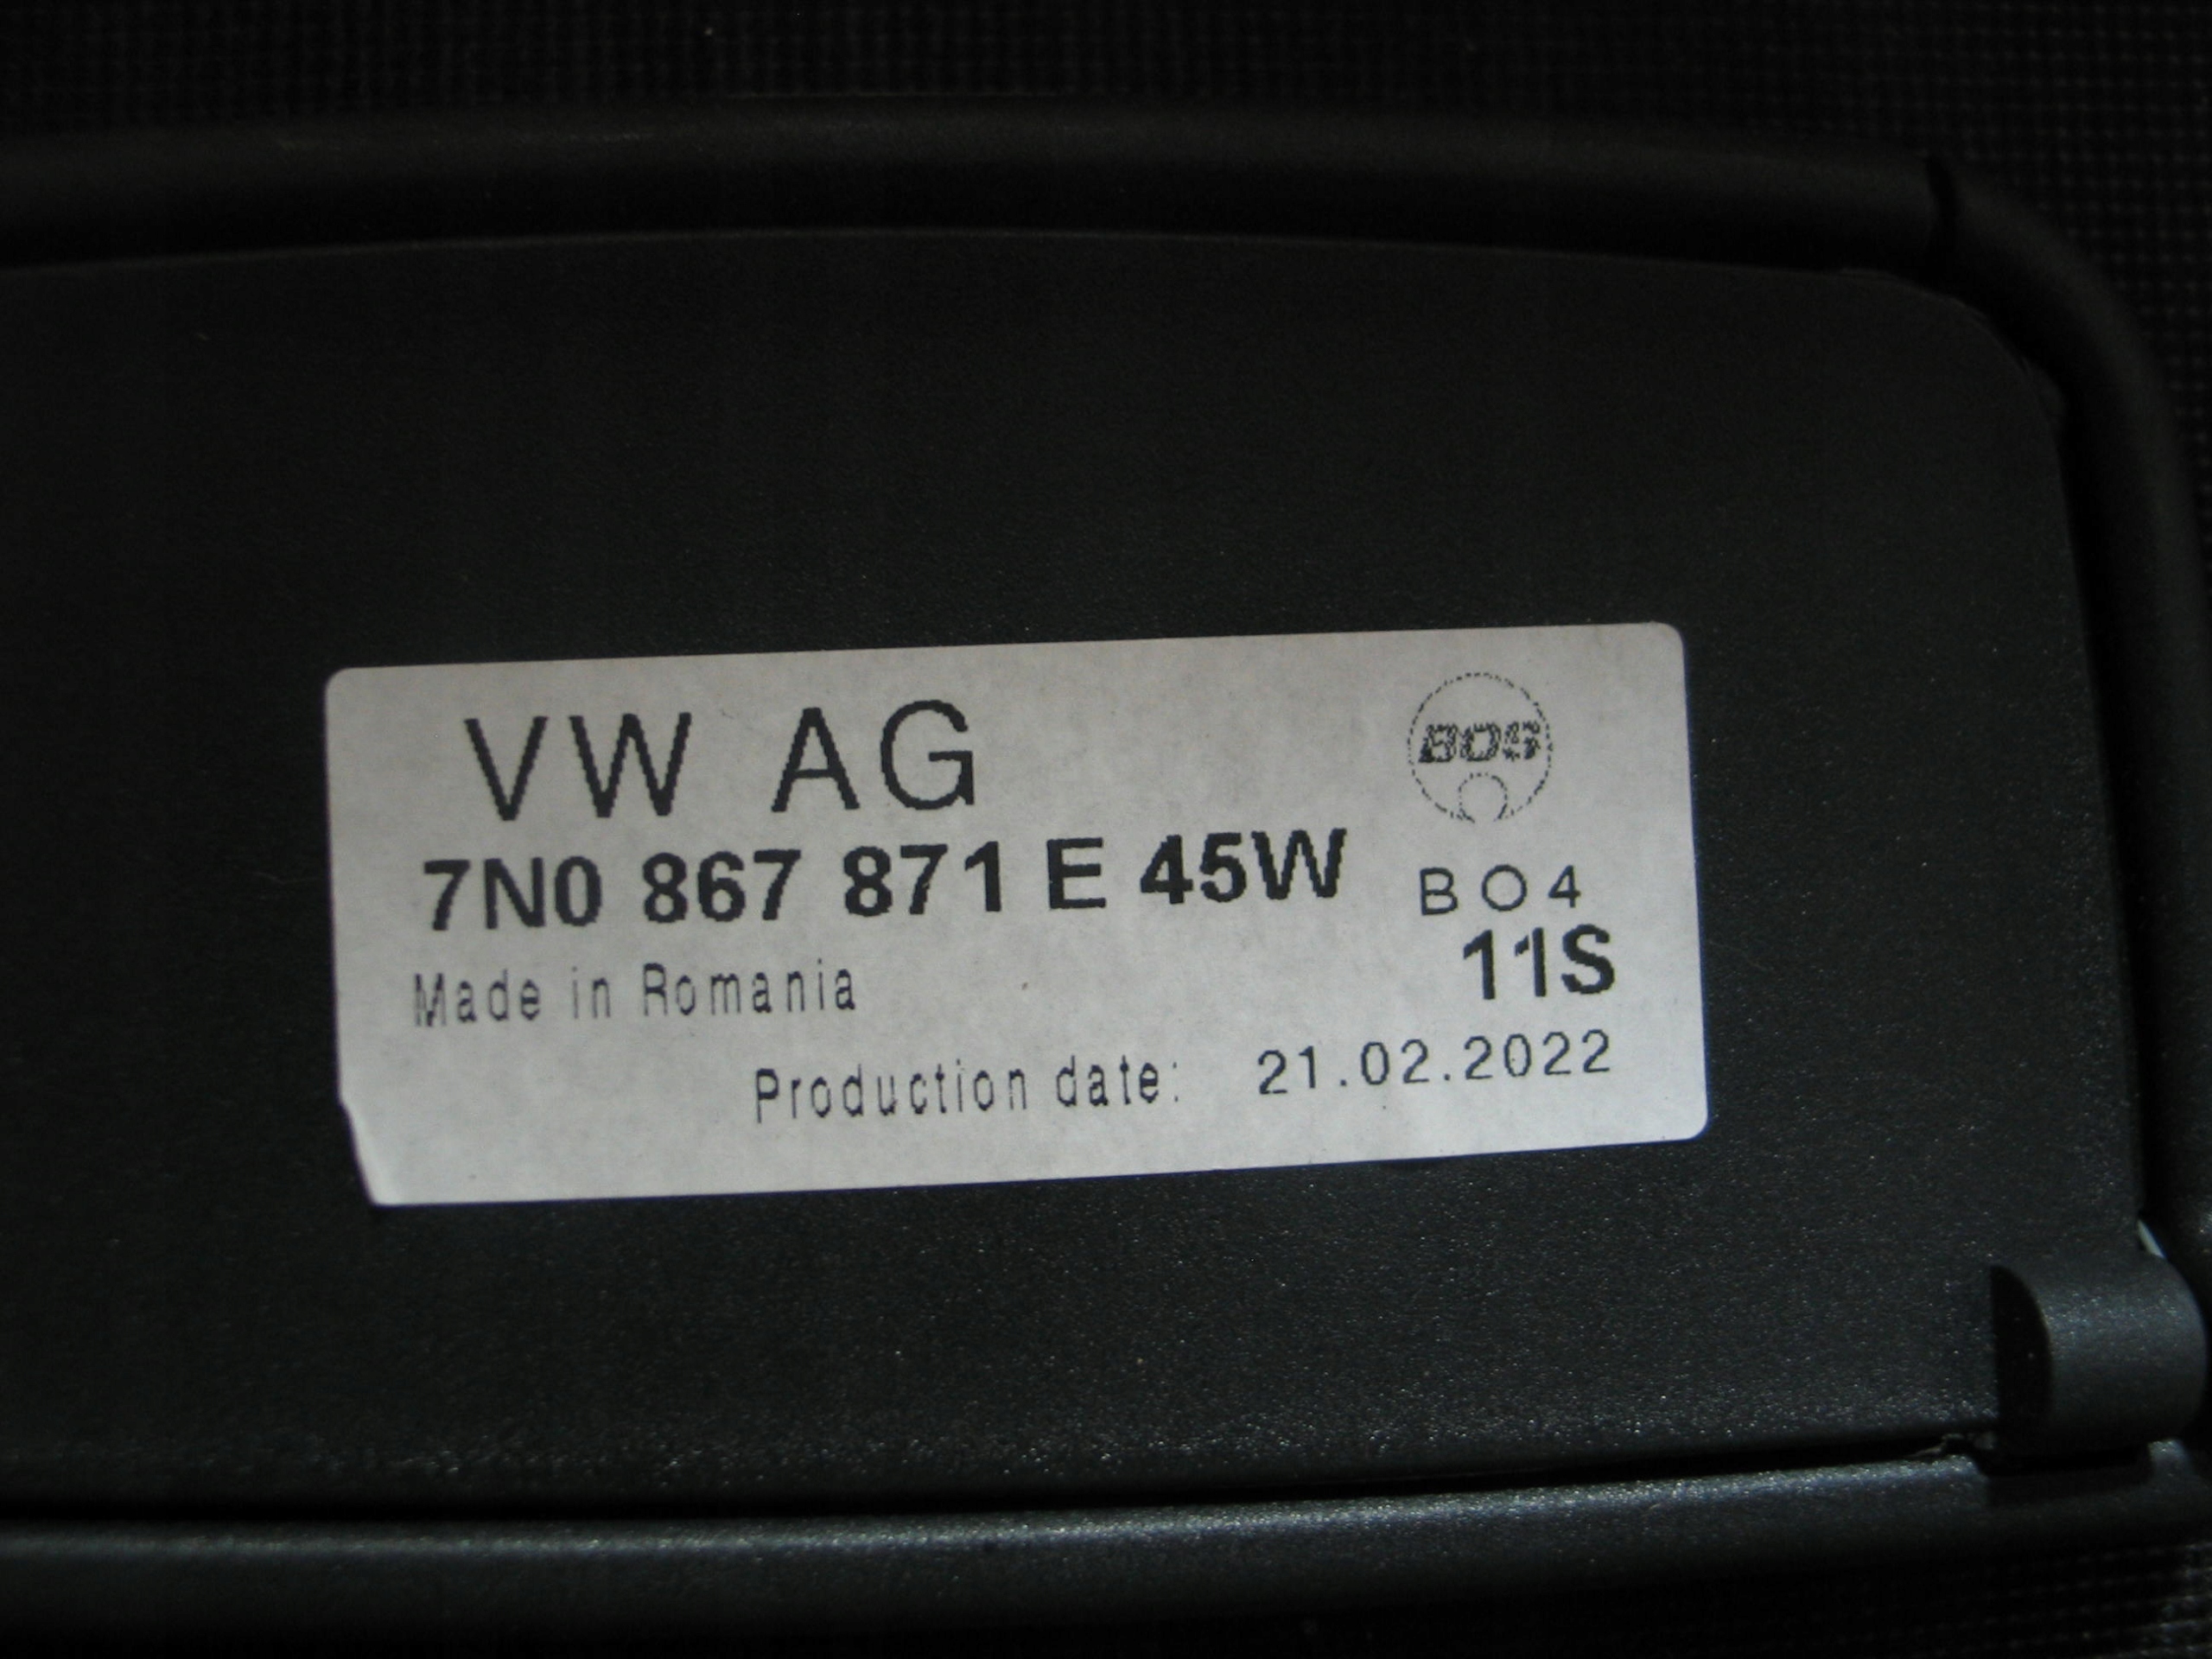 VW AG
BOS
7N0 867 871 E 45W
BO4
11S
Made in Romania
Production date: 21.02.2022